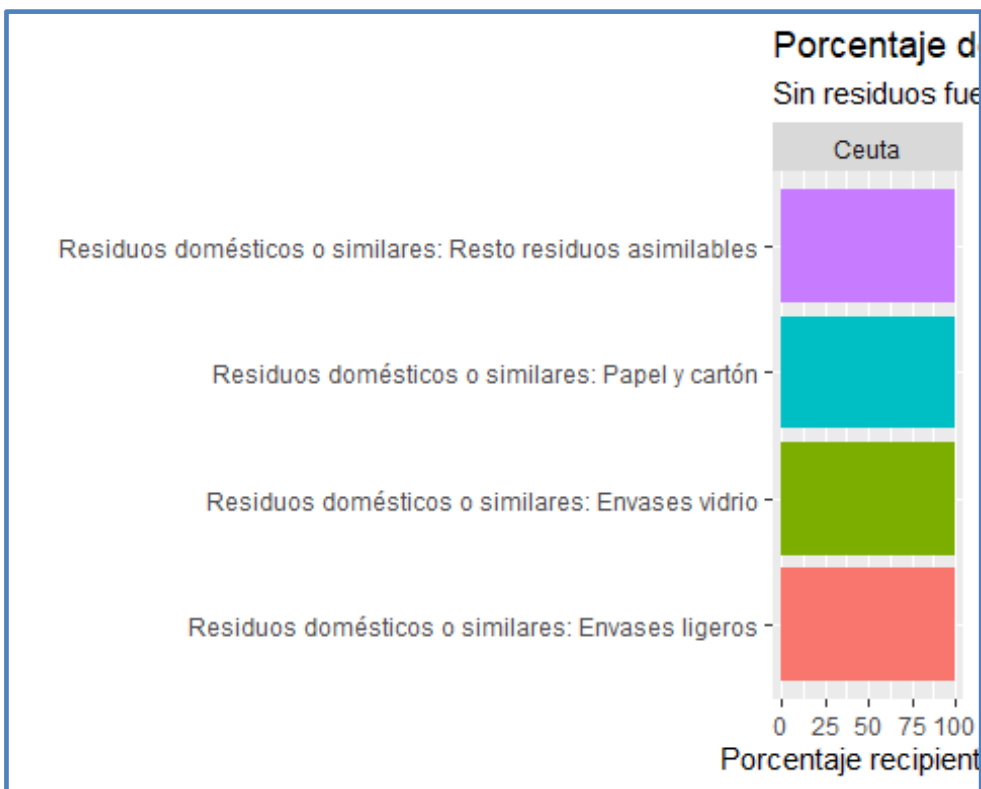 Porcentaje d
Sin residuos fue
Ceuta
Residuos domésticos o similares: Resto residuos asimilables
Residuos domésticos o similares: Papel y cartón
Residuos domésticos o similares: Envases vidrio
Residuos domésticos o similares: Envases ligeros
0 25 50 75 100
Porcentaje recipient